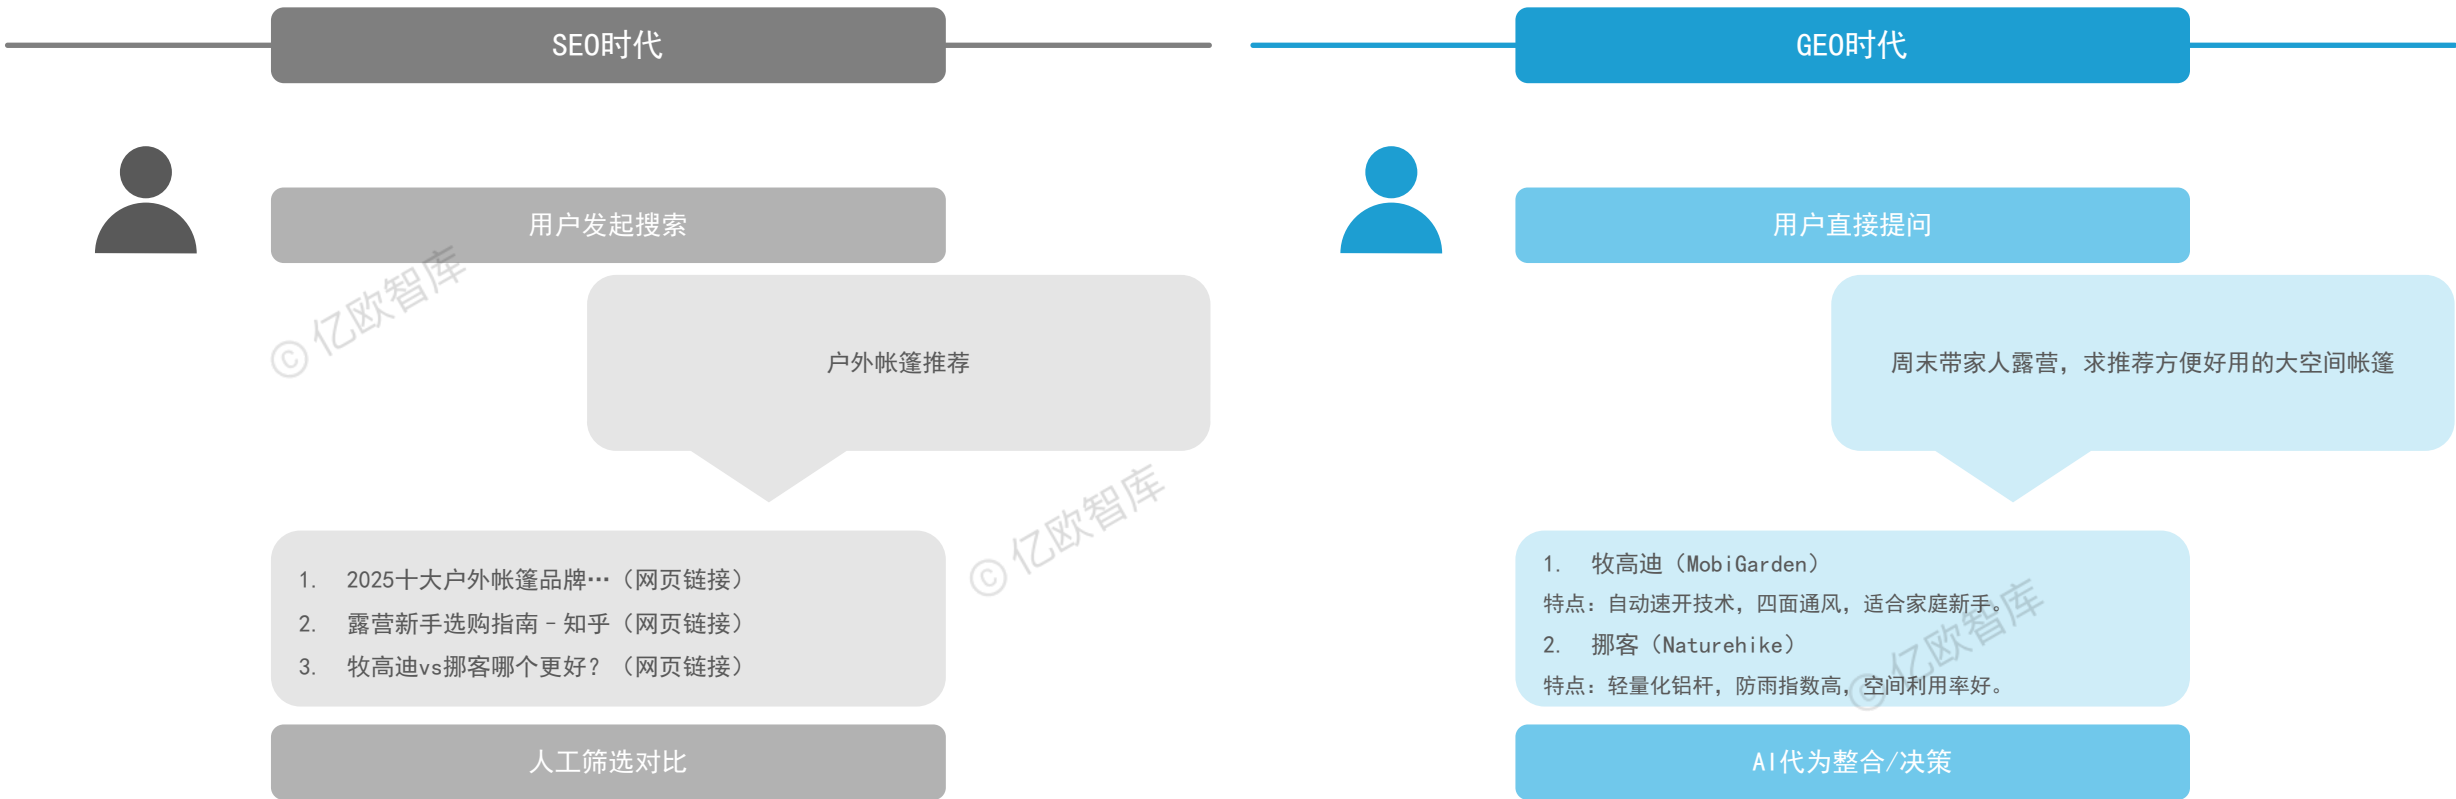 SEO时代
用户发起搜索
户外帐篷推荐
1. 2025十大户外帐篷品牌…（网页链接）
2. 露营新手选购指南–知乎（网页链接）
3. 牧高迪vs挪客哪个更好？（网页链接）
人工筛选对比
GEO时代
用户直接提问
周末带家人露营，求推荐方便好用的大空间帐篷
1. 牧高迪（MobiGarden）
特点：自动速开技术，四面通风，适合家庭新手。
2. 挪客（Naturehike）
特点：轻量化铝杆，防雨指数高，空间利用率好。
AI代为整合/决策
© 亿欧智库
© 亿欧智库
© 亿欧智库